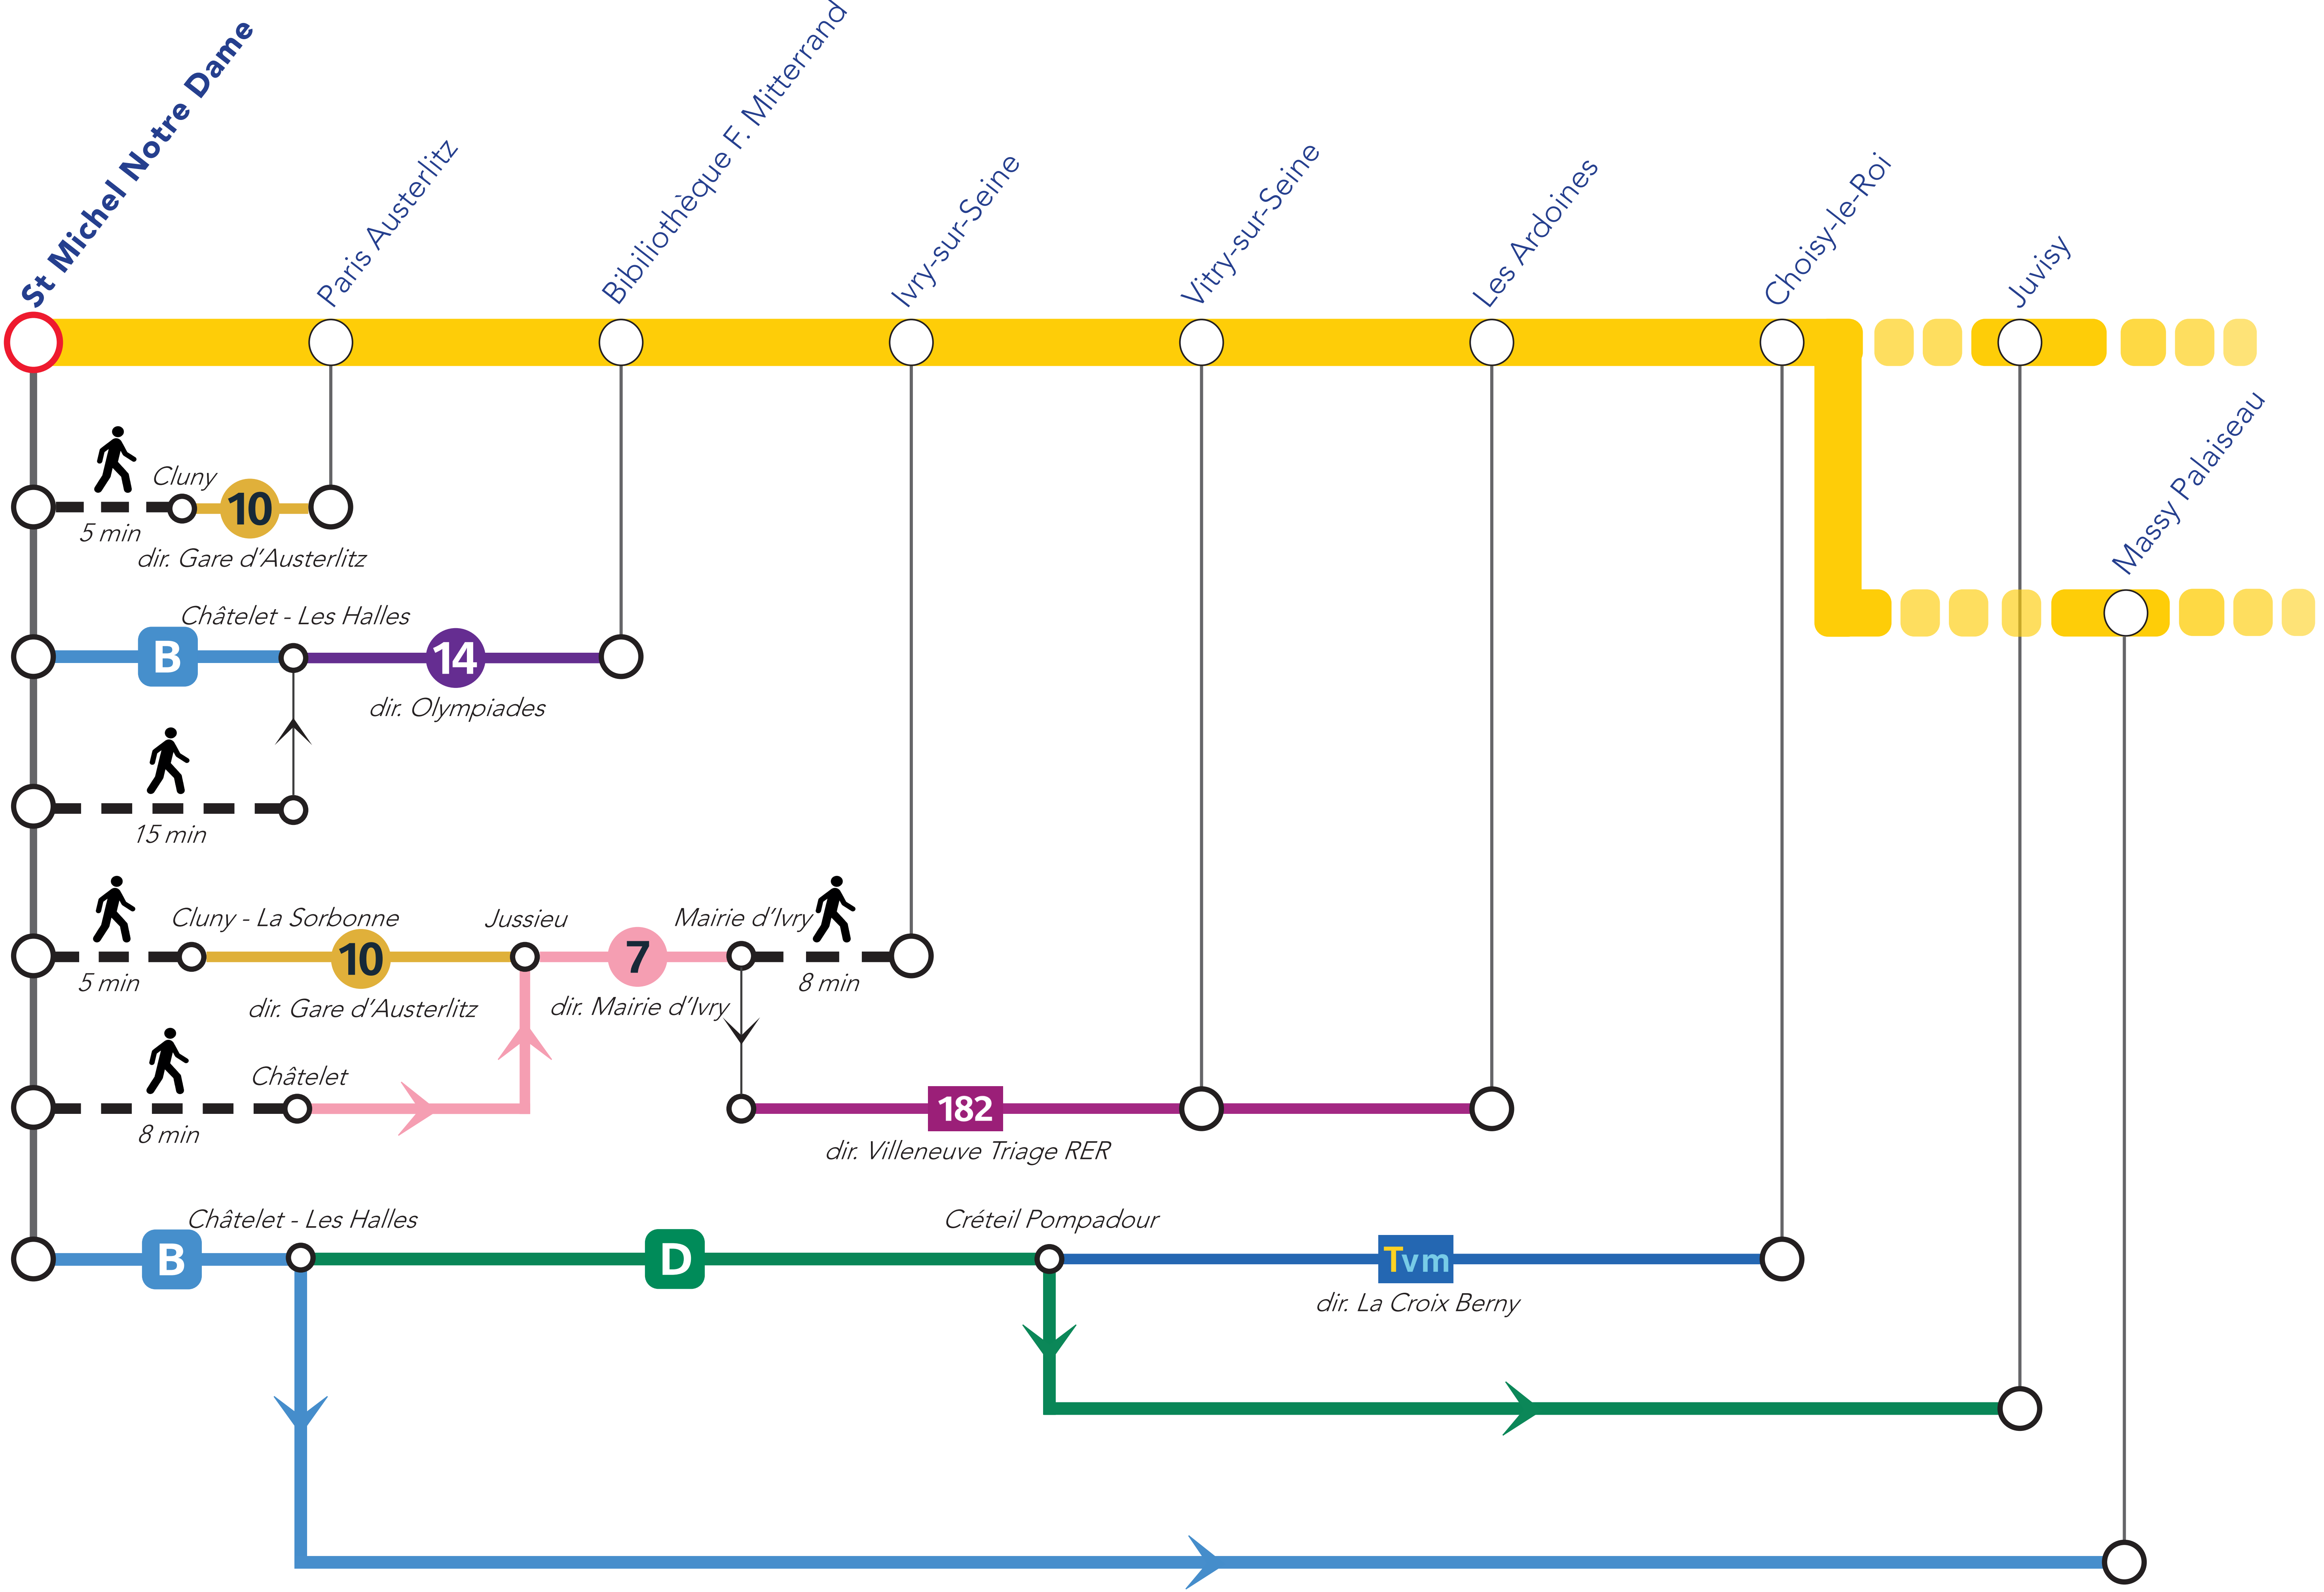 St Michel Notre Dame
Paris Austerlitz
Bibiliothèque F. Mitterrand
Ivry-sur-Seine
Vitry-sur-Seine
Les Ardoines
Choisy-le-Roi
Juvisy
Massy Palaiseau
Cluny
10
5 min
dir. Gare d'Austerlitz
Châtelet - Les Halles
B
14
dir. Olympiades
15 min
Cluny - La Sorbonne
Jussieu
Mairie d'Ivry
10
7
5 min
dir. Gare d'Austerlitz
dir. Mairie d'Ivry
8 min
Châtelet
8 min
182
dir. Villeneuve Triage RER
Châtelet - Les Halles
Créteil Pompadour
B
D
Tvm
dir. La Croix Berny